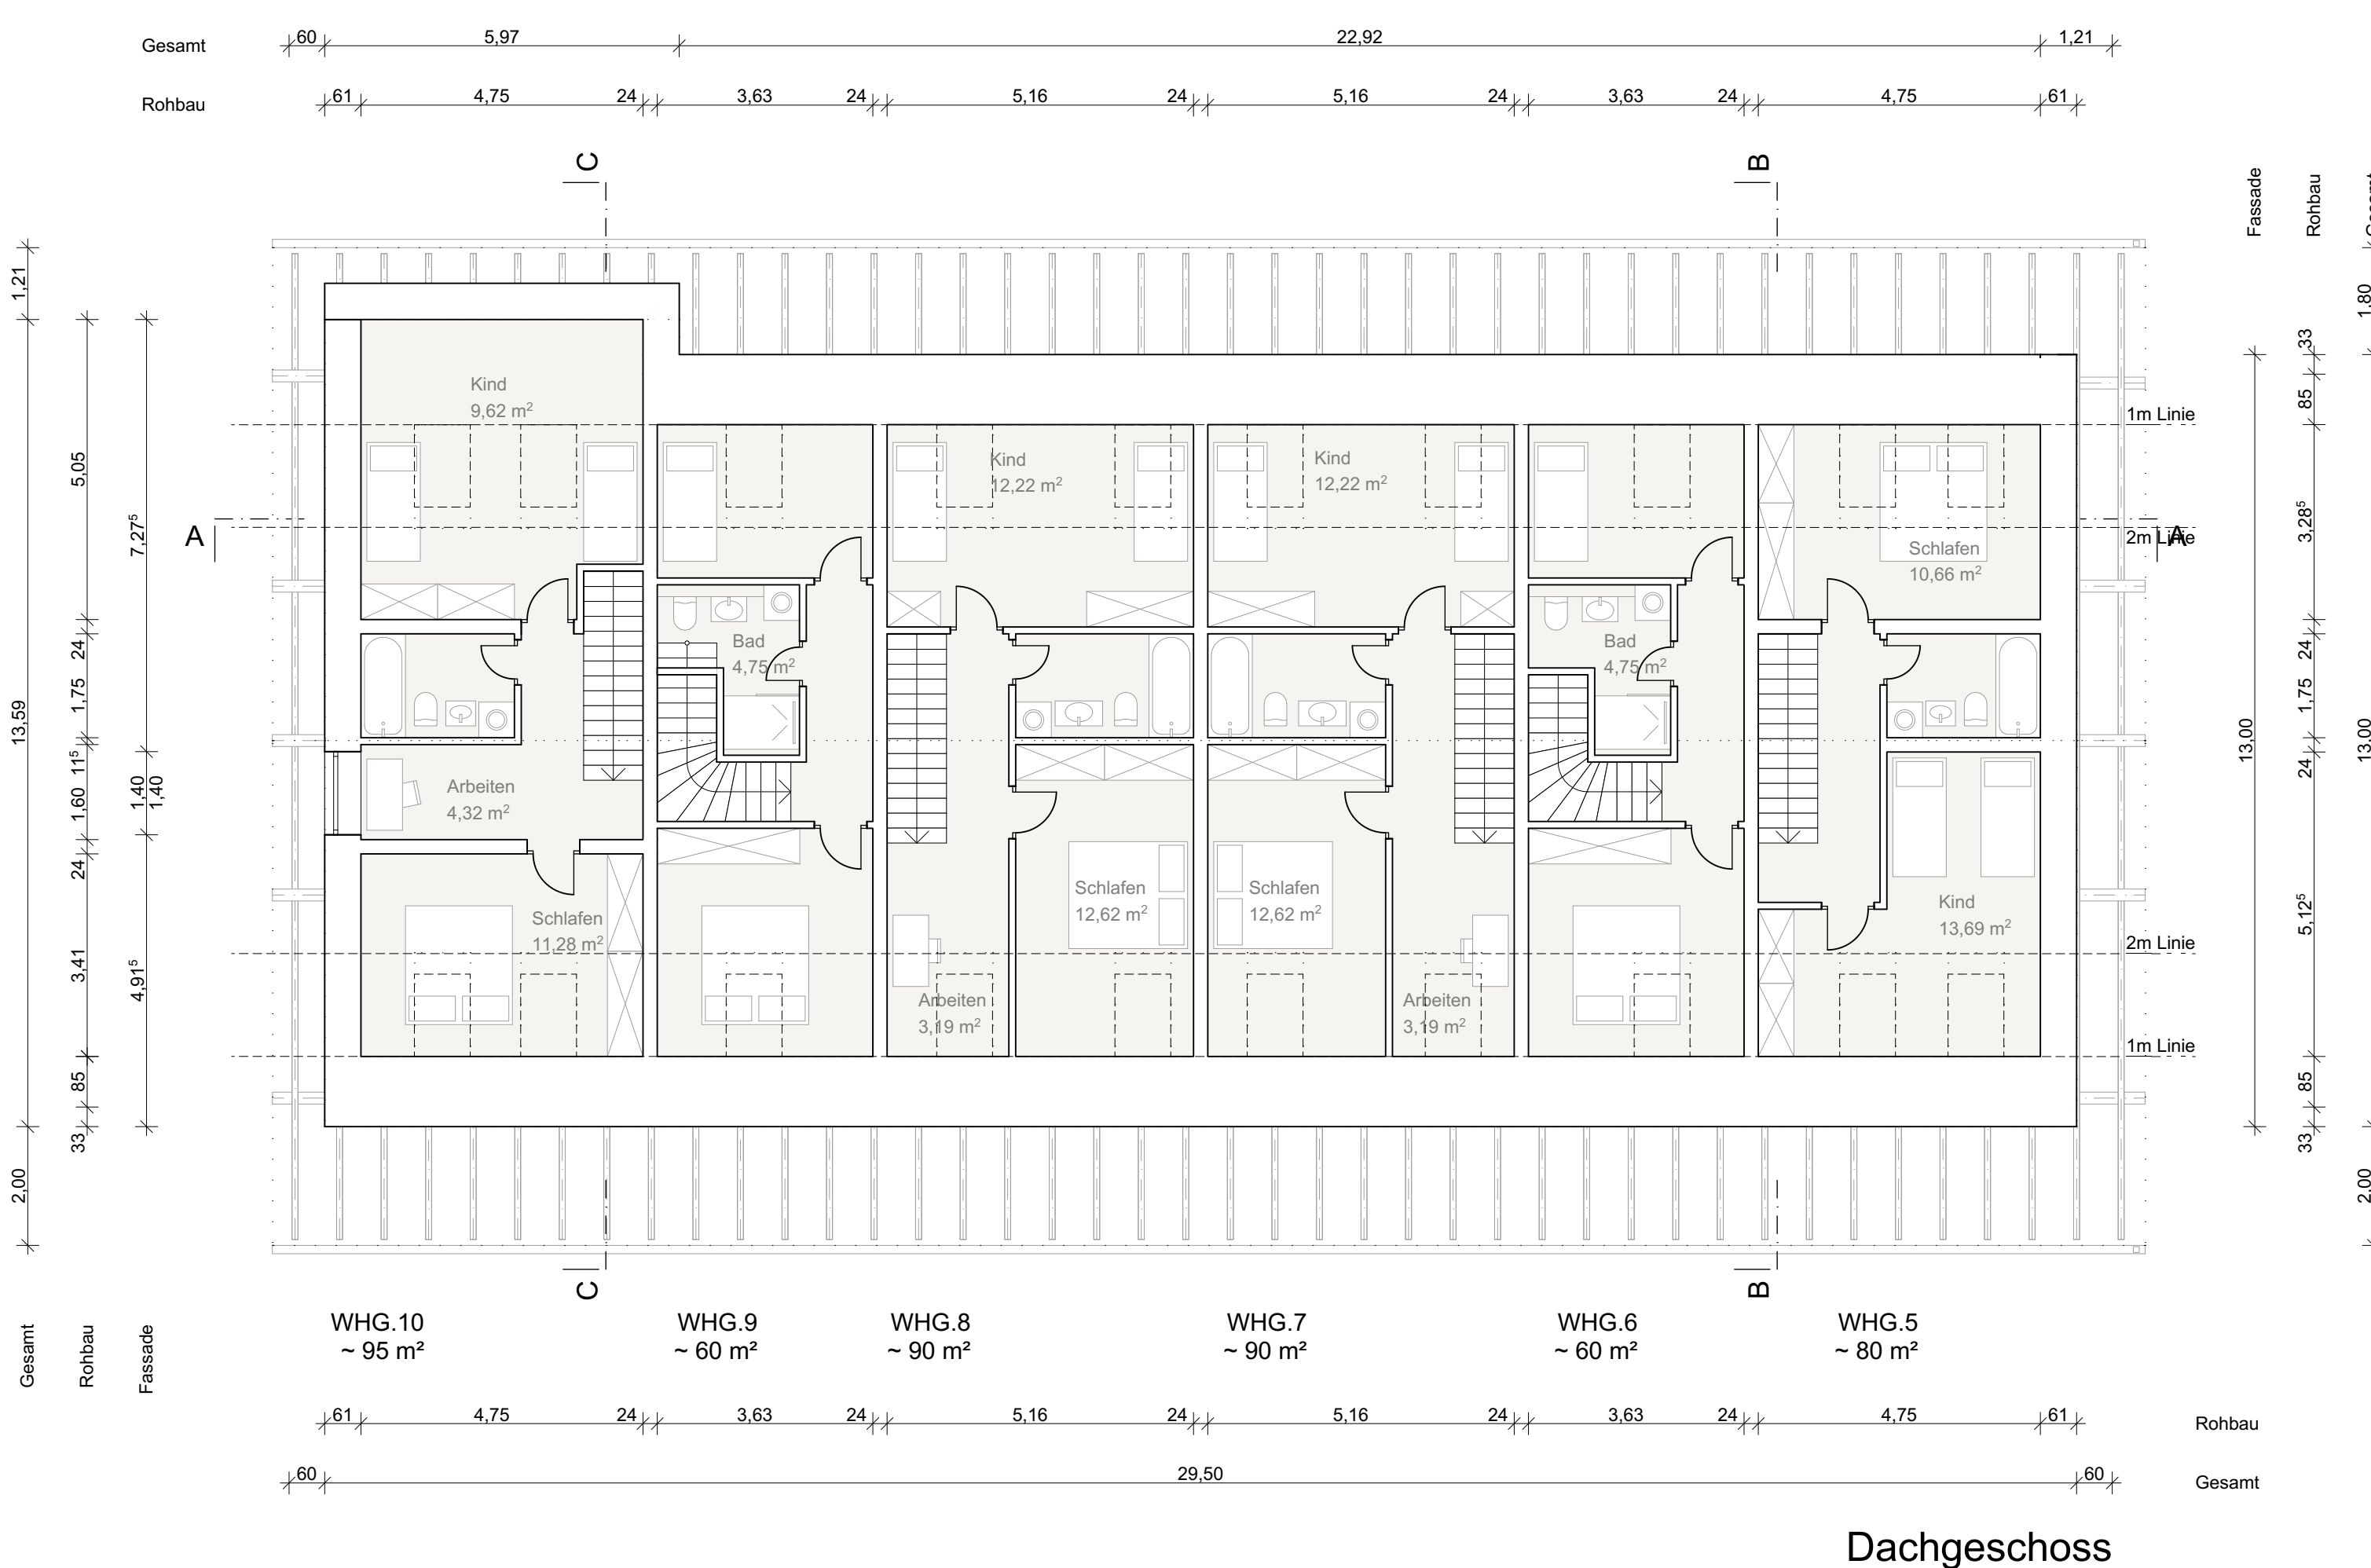 Gesamt 60 5,97 22,92 1,21
Rohbau 61 4,75 24 3,63 24 5,16 24 5,16 24 3,63 24 4,75 61
C B
Fassade
Rohbau
1,21
13,59
2,00
5,05
24
1,75
11⁵
1,60
24
3,41
85
33
7,27⁵
1,40
1,40
4,91⁵
Kind
9,62 m²
Kind
12,22 m²
Kind
12,22 m²
1m Linie
A
A
2m Linie
Schlafen
10,66 m²
Bad
4,75 m²
Bad
4,75 m²
Arbeiten
4,32 m²
Schlafen
11,28 m²
Schlafen
12,62 m²
Schlafen
12,62 m²
Kind
13,69 m²
2m Linie
Arbeiten
3,19 m²
Arbeiten
3,19 m²
1m Linie
13,00
33
85
3,28⁵
24
1,75
24
5,12⁵
85
33
1,80
13,00
2,00
C B
Gesamt
Rohbau
Fassade
WHG.10
~ 95 m²
WHG.9
~ 60 m²
WHG.8
~ 90 m²
WHG.7
~ 90 m²
WHG.6
~ 60 m²
WHG.5
~ 80 m²
61 4,75 24 3,63 24 5,16 24 5,16 24 3,63 24 4,75 61 Rohbau
60 29,50 60 Gesamt
Dachgeschoss